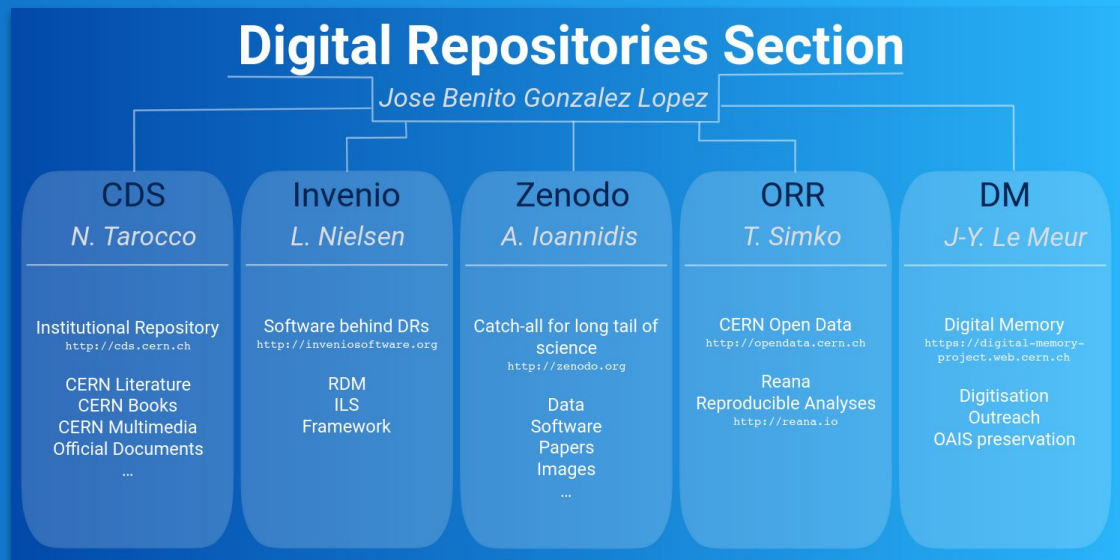 Digital Repositories Section
Jose Benito Gonzalez Lopez
CDS
N. Tarocco
Institutional Repository
http://cds.cern.ch
CERN Literature
CERN Books
CERN Multimedia
Official Documents
...
Invenio
L. Nielsen
Software behind DRs
http://inveniosoftware.org
RDM
ILS
Framework
Zenodo
A. Ioannidis
Catch-all for long tail of
science
http://zenodo.org
Data
Software
Papers
Images
...
ORR
T. Simko
CERN Open Data
http://opendata.cern.ch
Reana
Reproducible Analyses
http://reana.io
DM
J-Y. Le Meur
Digital Memory
https://digital-memory-
project.web.cern.ch
Digitisation
Outreach
OAIS preservation